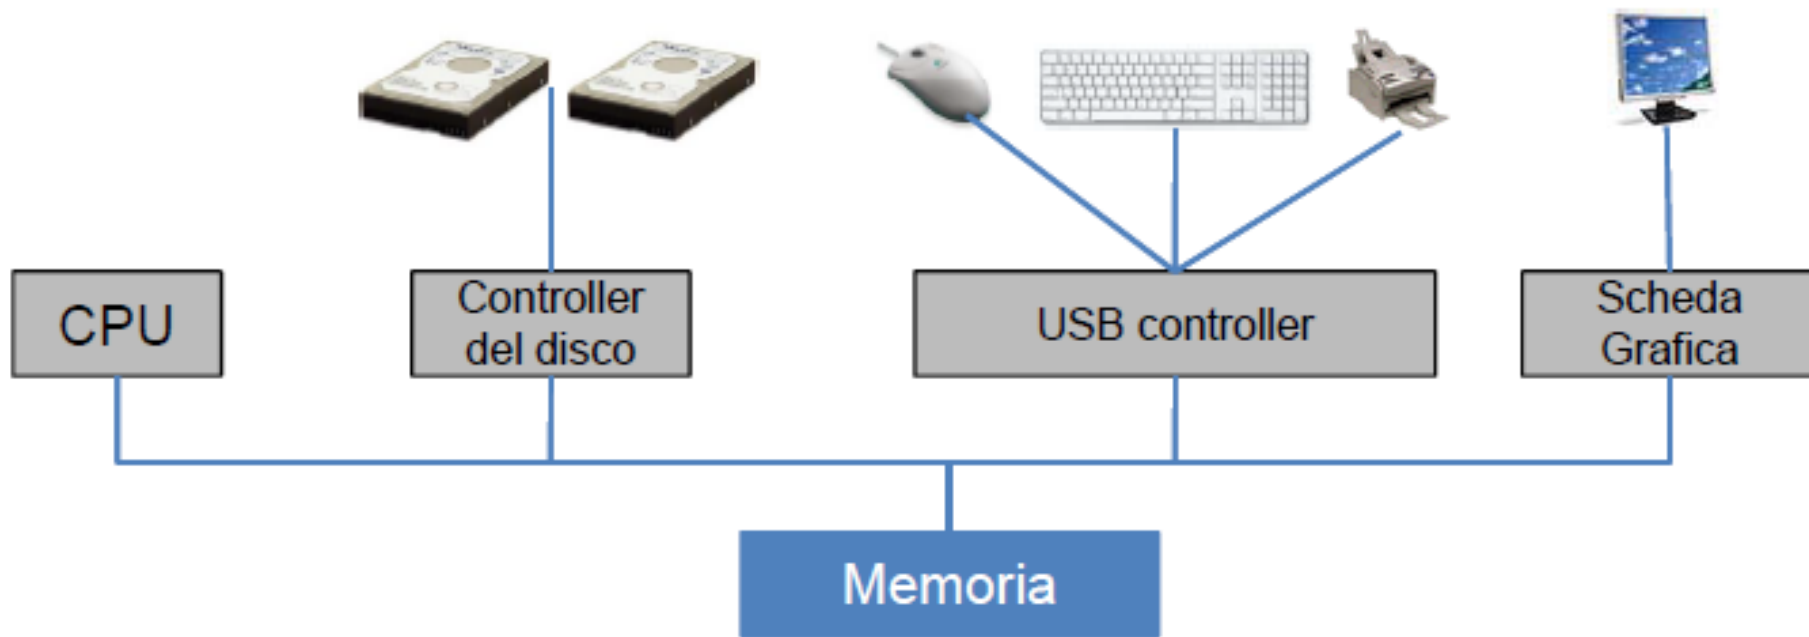 CPU
Controller
del disco
USB controller
Scheda
Grafica
Memoria